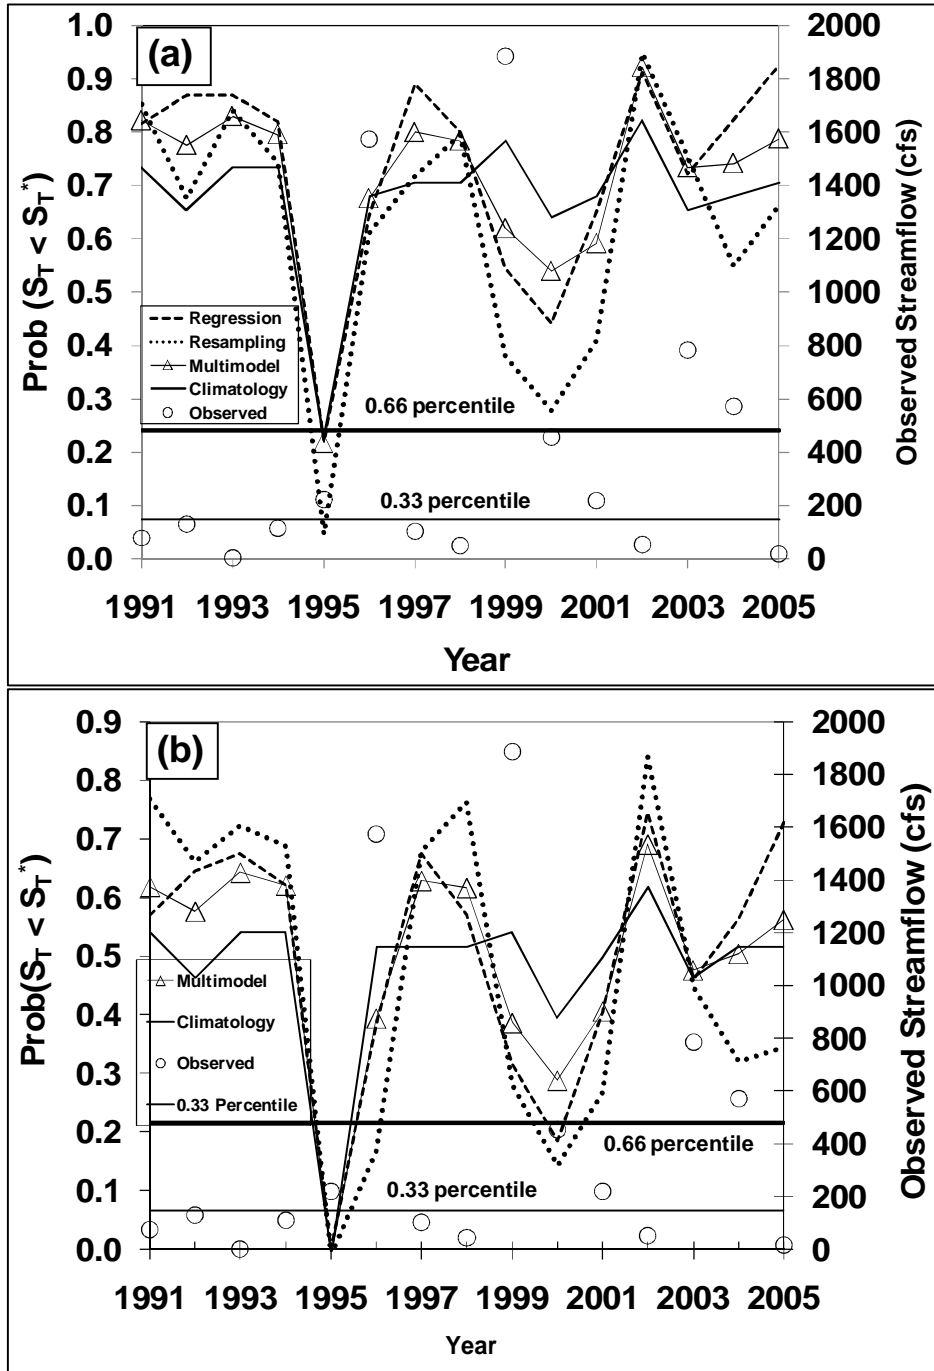 (a)
1.0
0.9
0.8
0.7
0.6
0.5
0.4
0.3
0.2
0.1
0.0
Prob (S_T < S_T^*)
2000
1800
1600
1400
1200
1000
800
600
400
200
0
Observed Streamflow (cfs)
Regression
Resampling
Multimodel
Climatology
Observed
0.66 percentile
0.33 percentile
1991 1993 1995 1997 1999 2001 2003 2005
Year
(b)
0.9
0.8
0.7
0.6
0.5
0.4
0.3
0.2
0.1
0.0
Prob(S_T < S_T^*)
2000
1800
1600
1400
1200
1000
800
600
400
200
0
Observed Streamflow (cfs)
Multimodel
Climatology
Observed
0.33 Percentile
0.66 percentile
0.33 percentile
1991 1993 1995 1997 1999 2001 2003 2005
Year